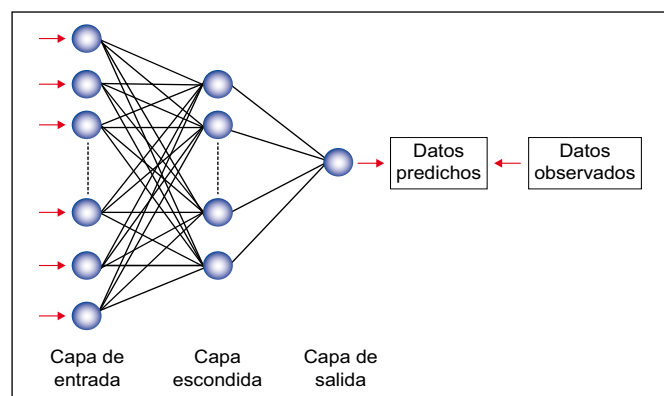 Datos
predichos
Datos
observados
Capa de
entrada
Capa
escondida
Capa de
salida